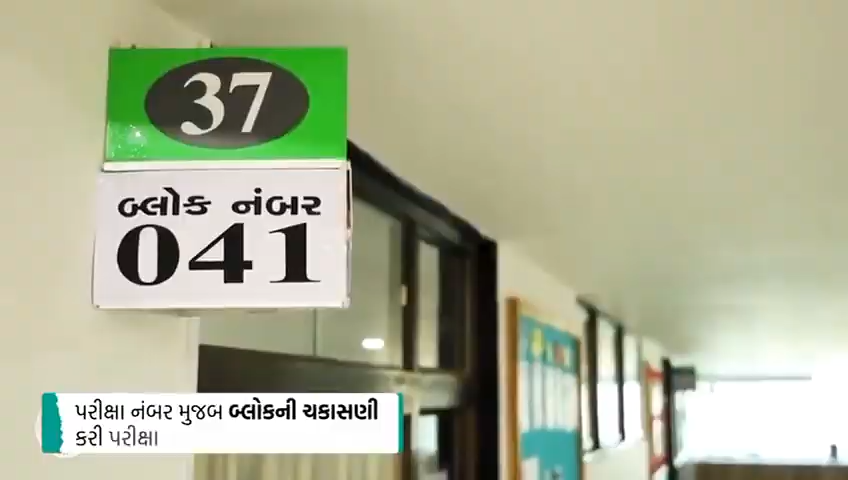 37
બ્લોક નંબર
041
પરીક્ષા નંબર મુજબ બ્લોકની ચકાસણી
કરી પરીક્ષા